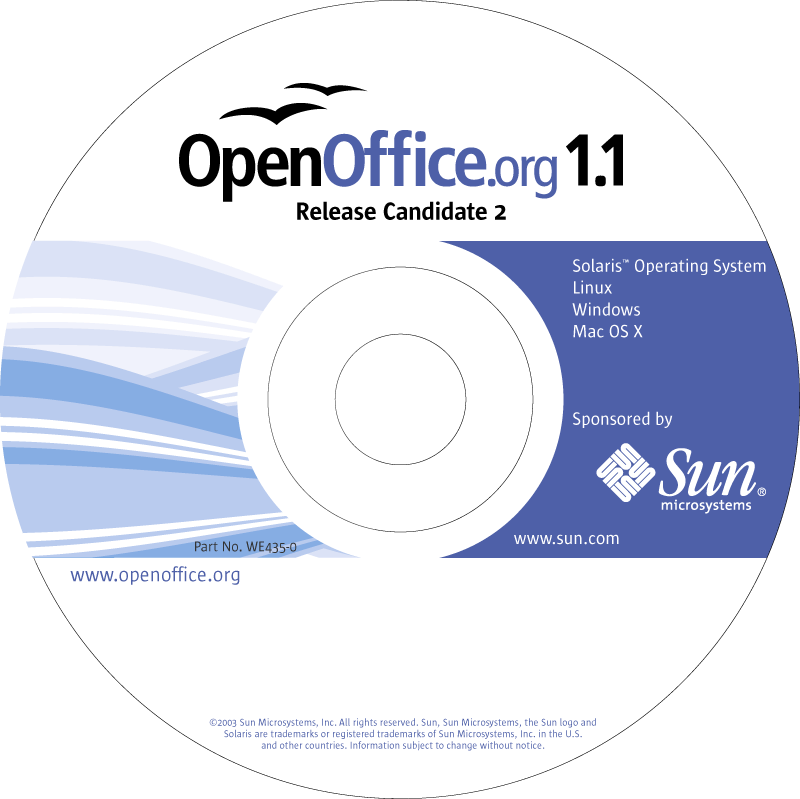 OpenOffice.org 1.1
Release Candidate 2
Solaris™ Operating System
Linux
Windows
Mac OS X
Sponsored by
Sun®
microsystems
www.sun.com
Part No. WE435-0
www.openoffice.org
©2003 Sun Microsystems, Inc. All rights reserved. Sun, Sun Microsystems, the Sun logo and
Solaris are trademarks or registered trademarks of Sun Microsystems, Inc. in the U.S.
and other countries. Information subject to change without notice.